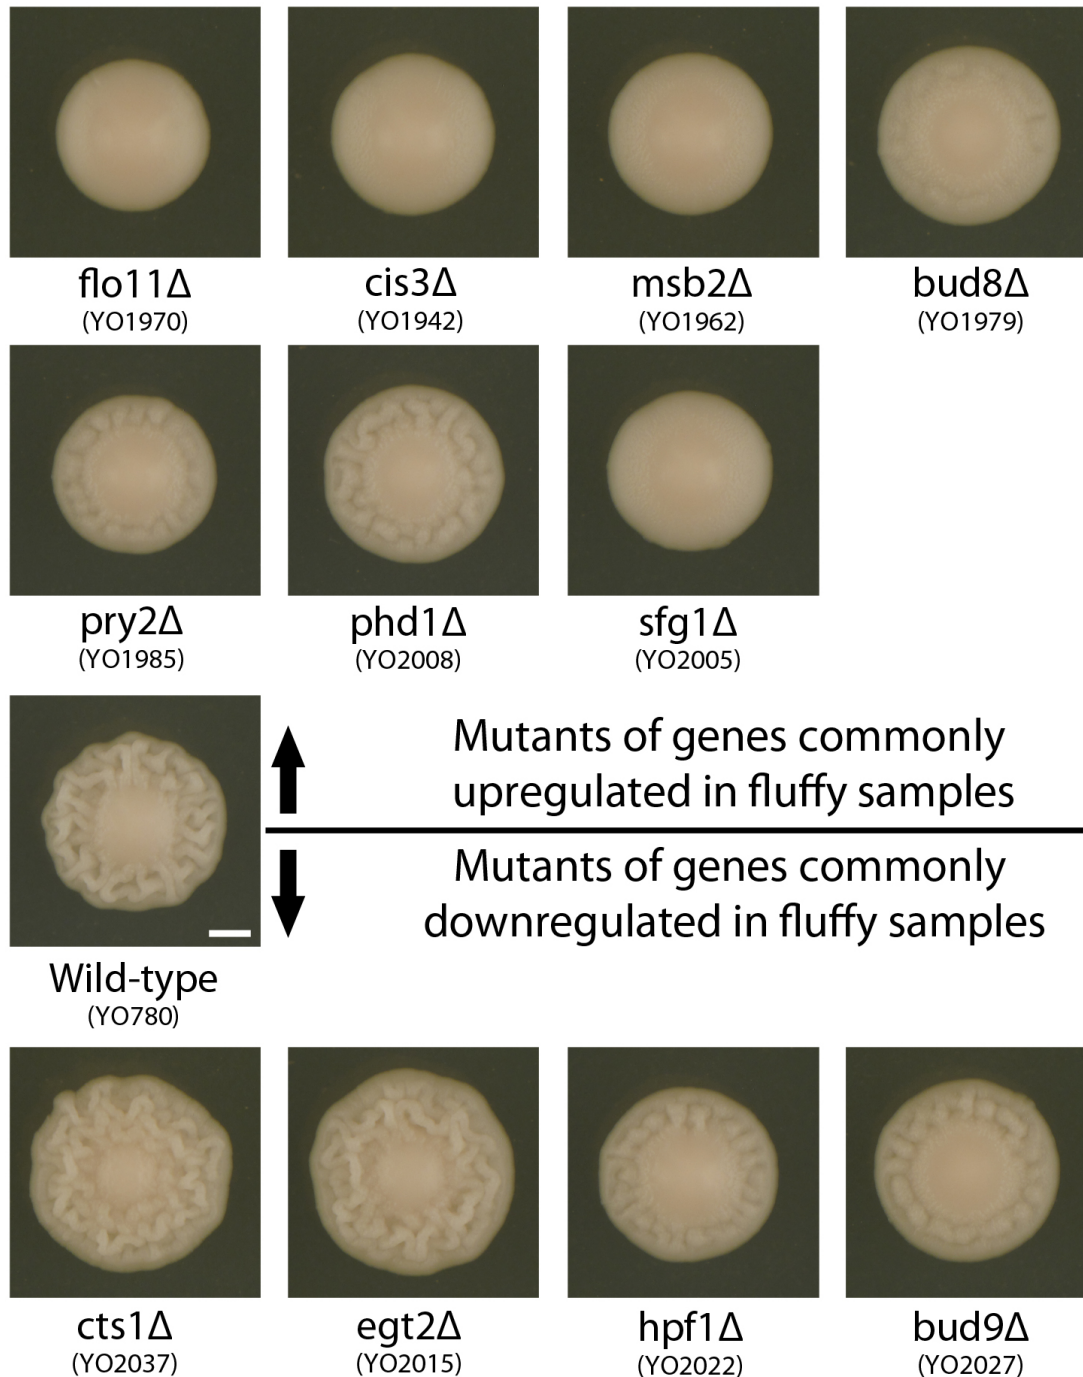 flo11Δ
(YO1970)
cis3Δ
(YO1942)
msb2Δ
(YO1962)
bud8Δ
(YO1979)
pry2Δ
(YO1985)
phd1Δ
(YO2008)
sfg1Δ
(YO2005)
Wild-type
(YO780)
Mutants of genes commonly
upregulated in fluffy samples
Mutants of genes commonly
downregulated in fluffy samples
cts1Δ
(YO2037)
egt2Δ
(YO2015)
hpf1Δ
(YO2022)
bud9Δ
(YO2027)